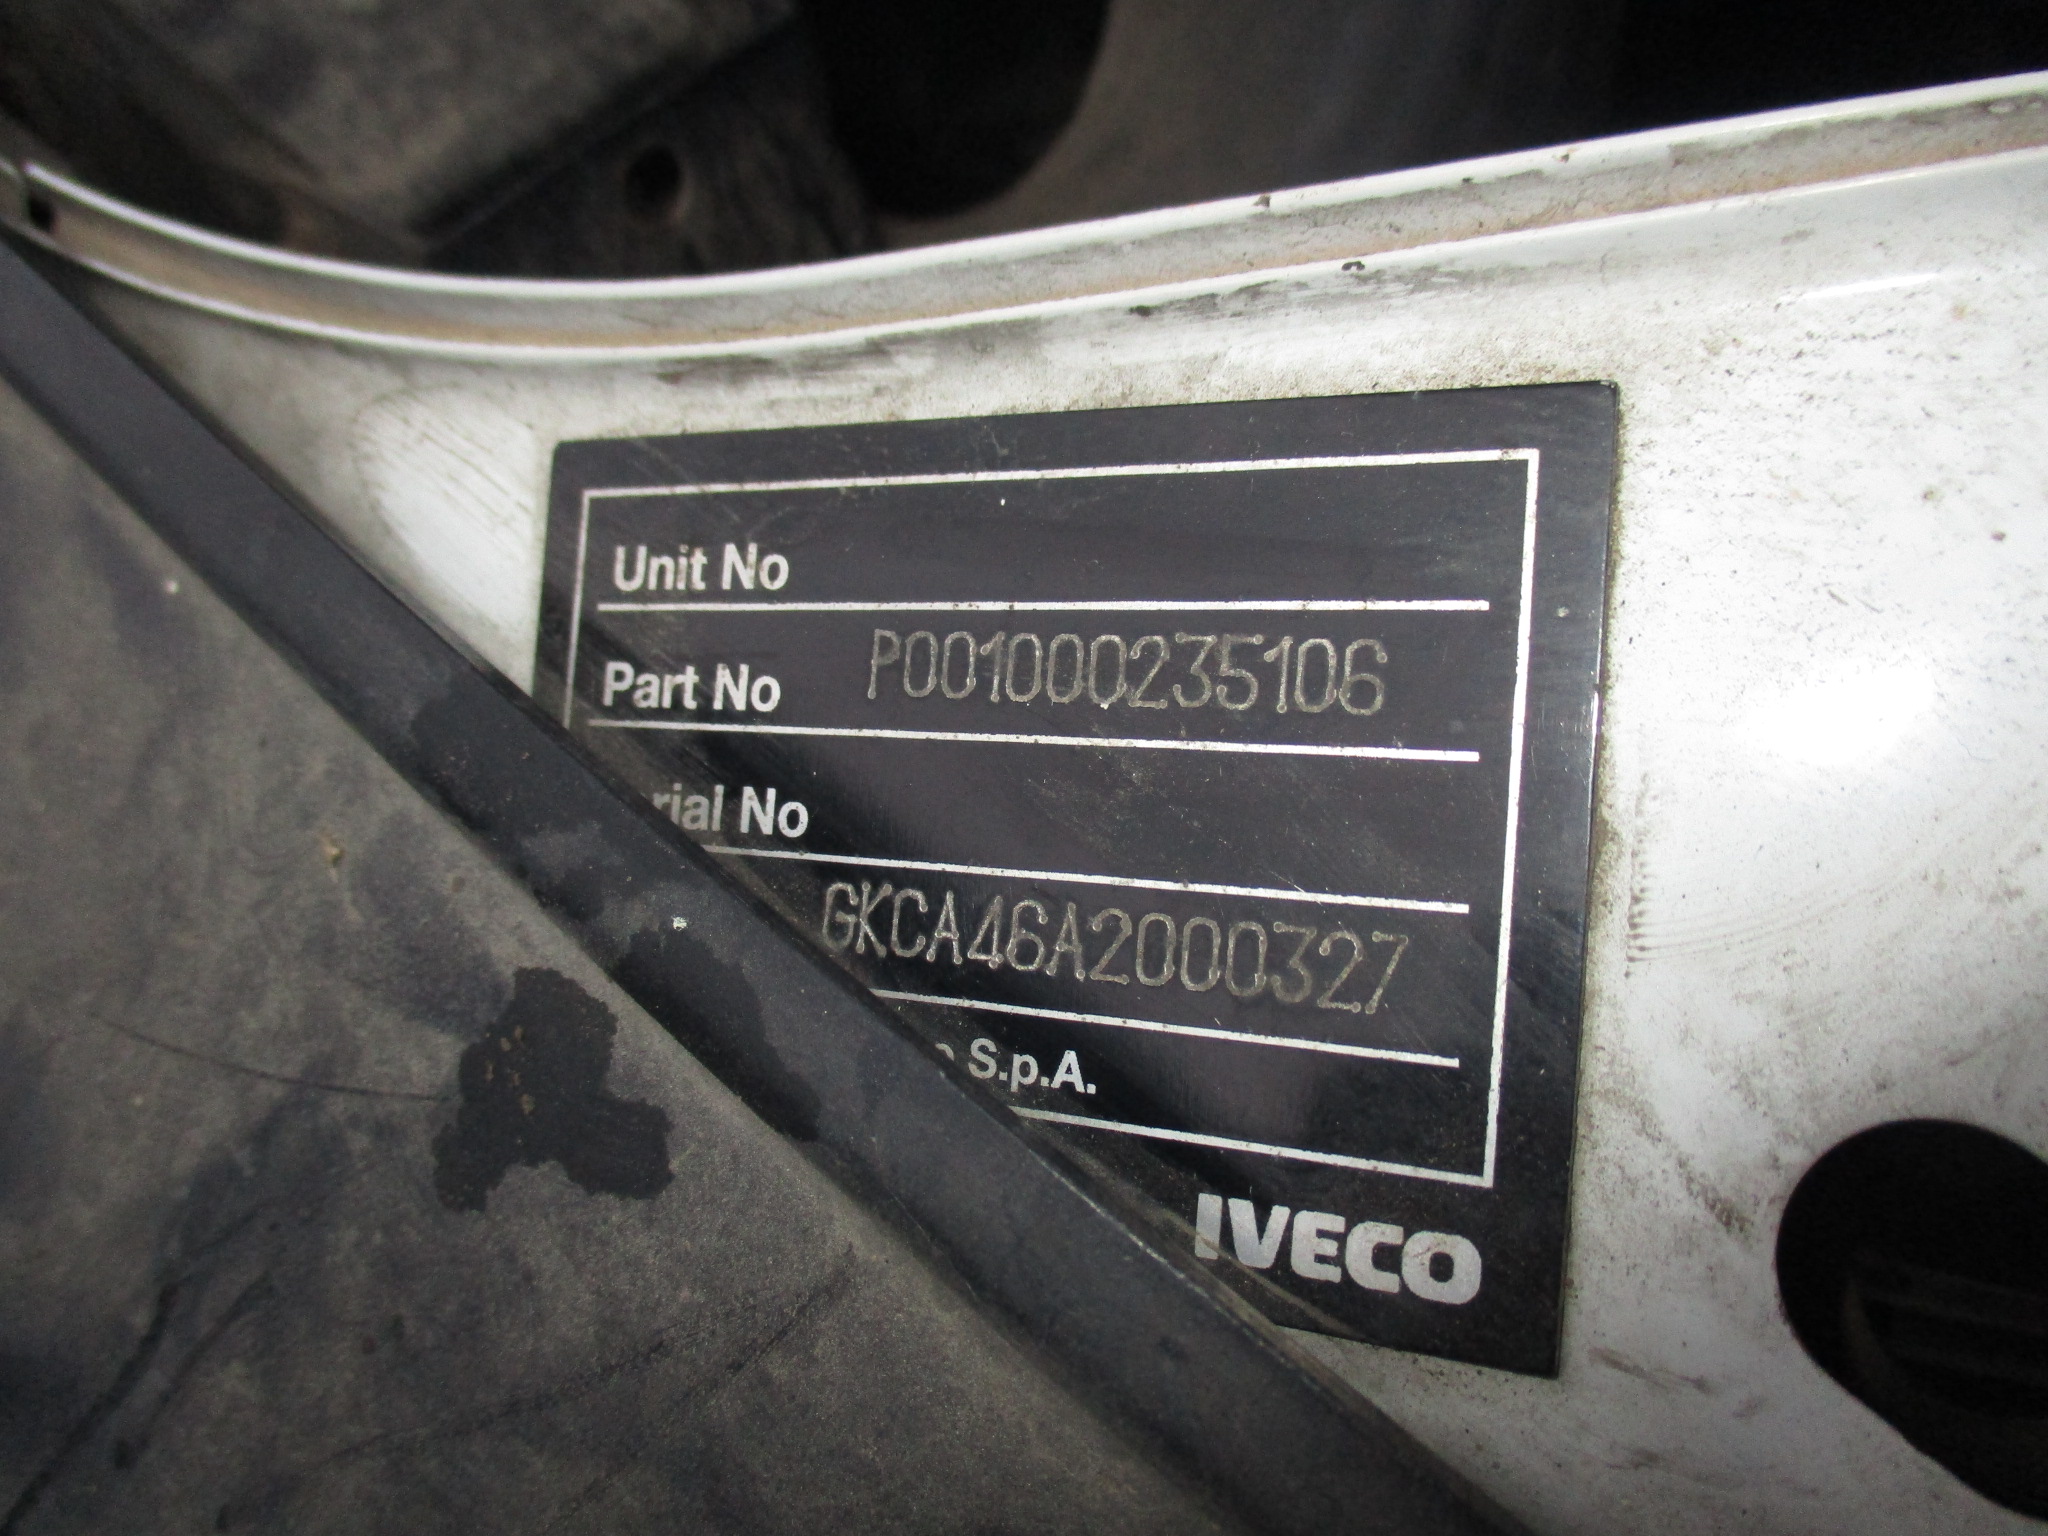 Unit No
Part No P001000235106
rial No
GKCA46A2000327
S.p.A.
IVECO